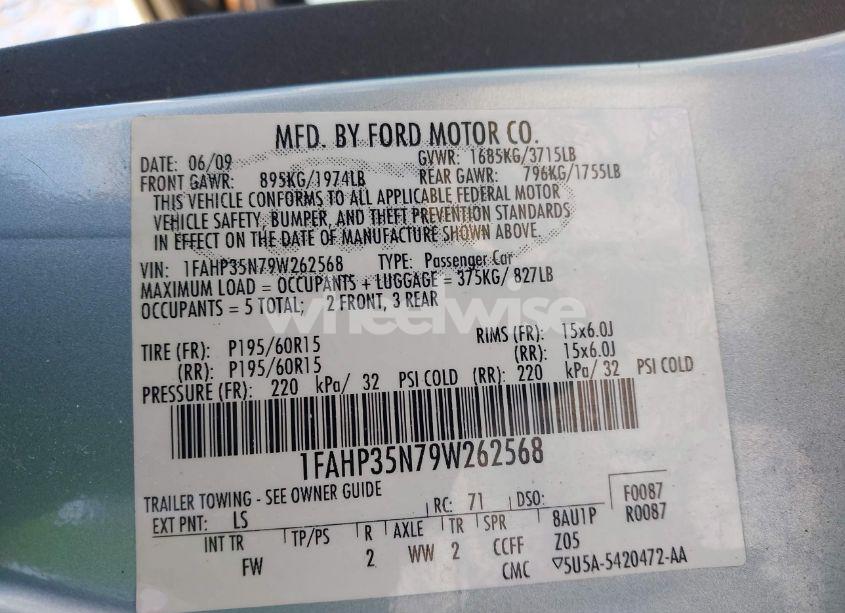 MFD. BY FORD MOTOR CO.
DATE: 06/09 GVWR: 1685KG/3715LB
FRONT GAWR: 895KG/1974LB REAR GAWR: 796KG/1755LB
THIS VEHICLE CONFORMS TO ALL APPLICABLE FEDERAL MOTOR
VEHICLE SAFETY, BUMPER, AND THEFT PREVENTION STANDARDS
IN EFFECT ON THE DATE OF MANUFACTURE SHOWN ABOVE.
VIN: 1FAHP35N79W262568 TYPE: Passenger Car
MAXIMUM LOAD = OCCUPANTS + LUGGAGE = 375KG/ 827LB
OCCUPANTS = 5 TOTAL; 2 FRONT, 3 REAR
wheelwise
TIRE (FR): P195/60R15 RIMS (FR): 15x6.0J
(RR): P195/60R15 (RR): 15x6.0J
PRESSURE (FR): 220 kPa/ 32 PSI COLD (RR): 220 kPa/ 32 PSI COLD
1FAHP35N79W262568
TRAILER TOWING - SEE OWNER GUIDE
EXT PNT: LS RC: 71 DSO: F0087
INT TR TP/PS R AXLE TR SPR 8AU1P R0087
FW 2 WW 2 CCFF Z05
CMC 5U5A-5420472-AA